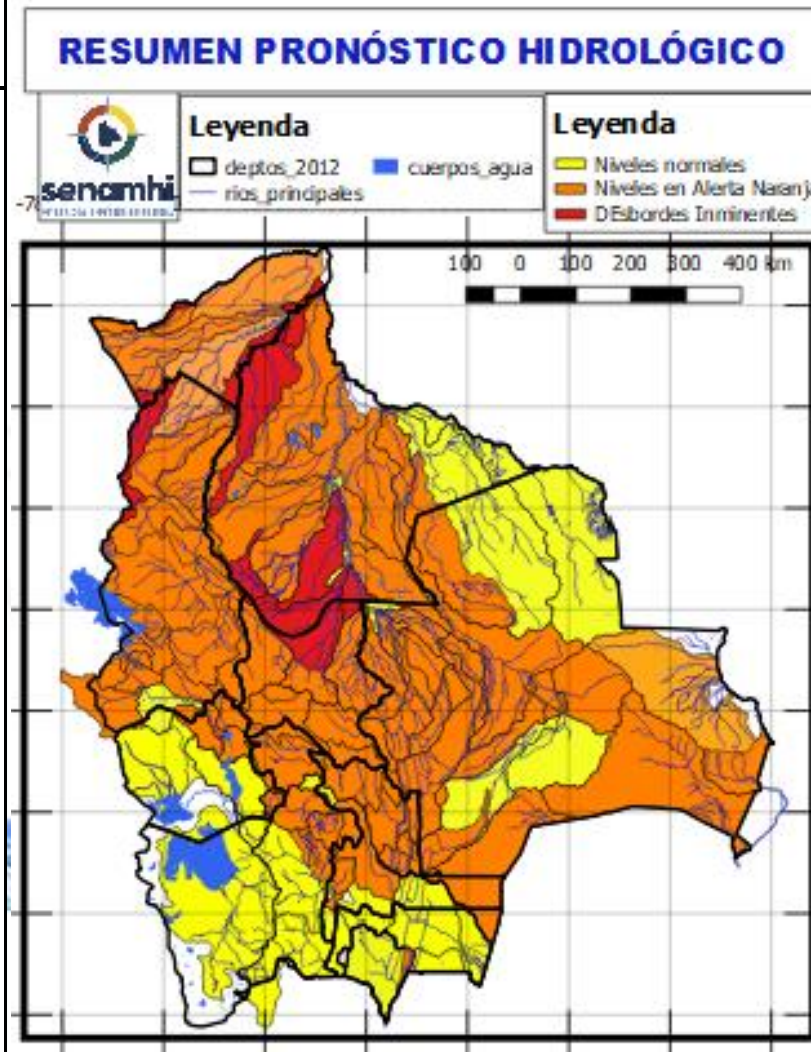 RESUMEN PRONÓSTICO HIDROLÓGICO
Leyenda
deptos_2012
cuerpos_agua
rios_principales
Leyenda
Niveles normales
Niveles en Alerta Naranj
DEsbordes Inminentes
senamhi
100 0 100 200 300 400 km